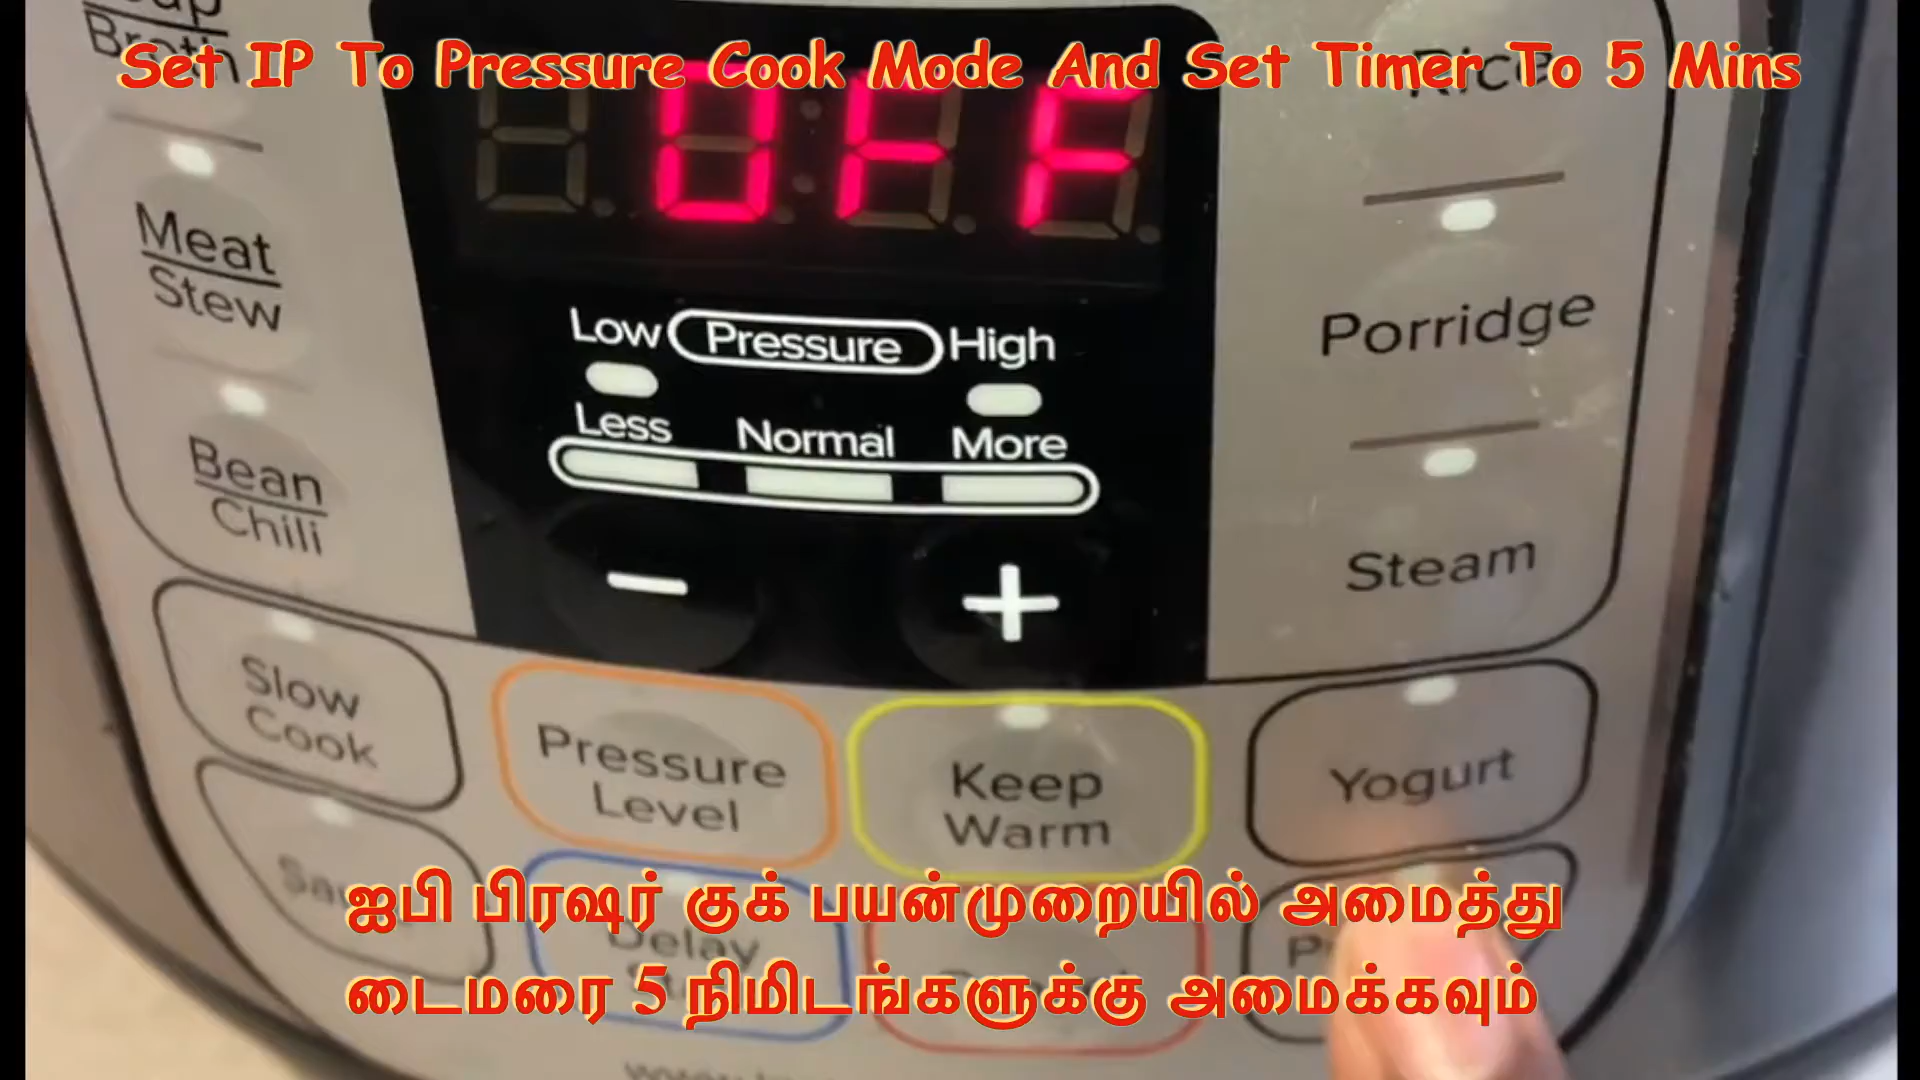 Set IP To Pressure Cook Mode And Set Timer To 5 Mins
Rice
OFF
Meat
Stew
Low Pressure High
Less Normal More
Porridge
Bean
Chili
− +
Steam
Slow
Cook
Pressure
Level
Keep
Warm
Yogurt
ஐபி பிரஷர் குக் பயன்முறையில் அமைத்து
Delay
டைமரை 5 நிமிடங்களுக்கு அமைக்கவும்